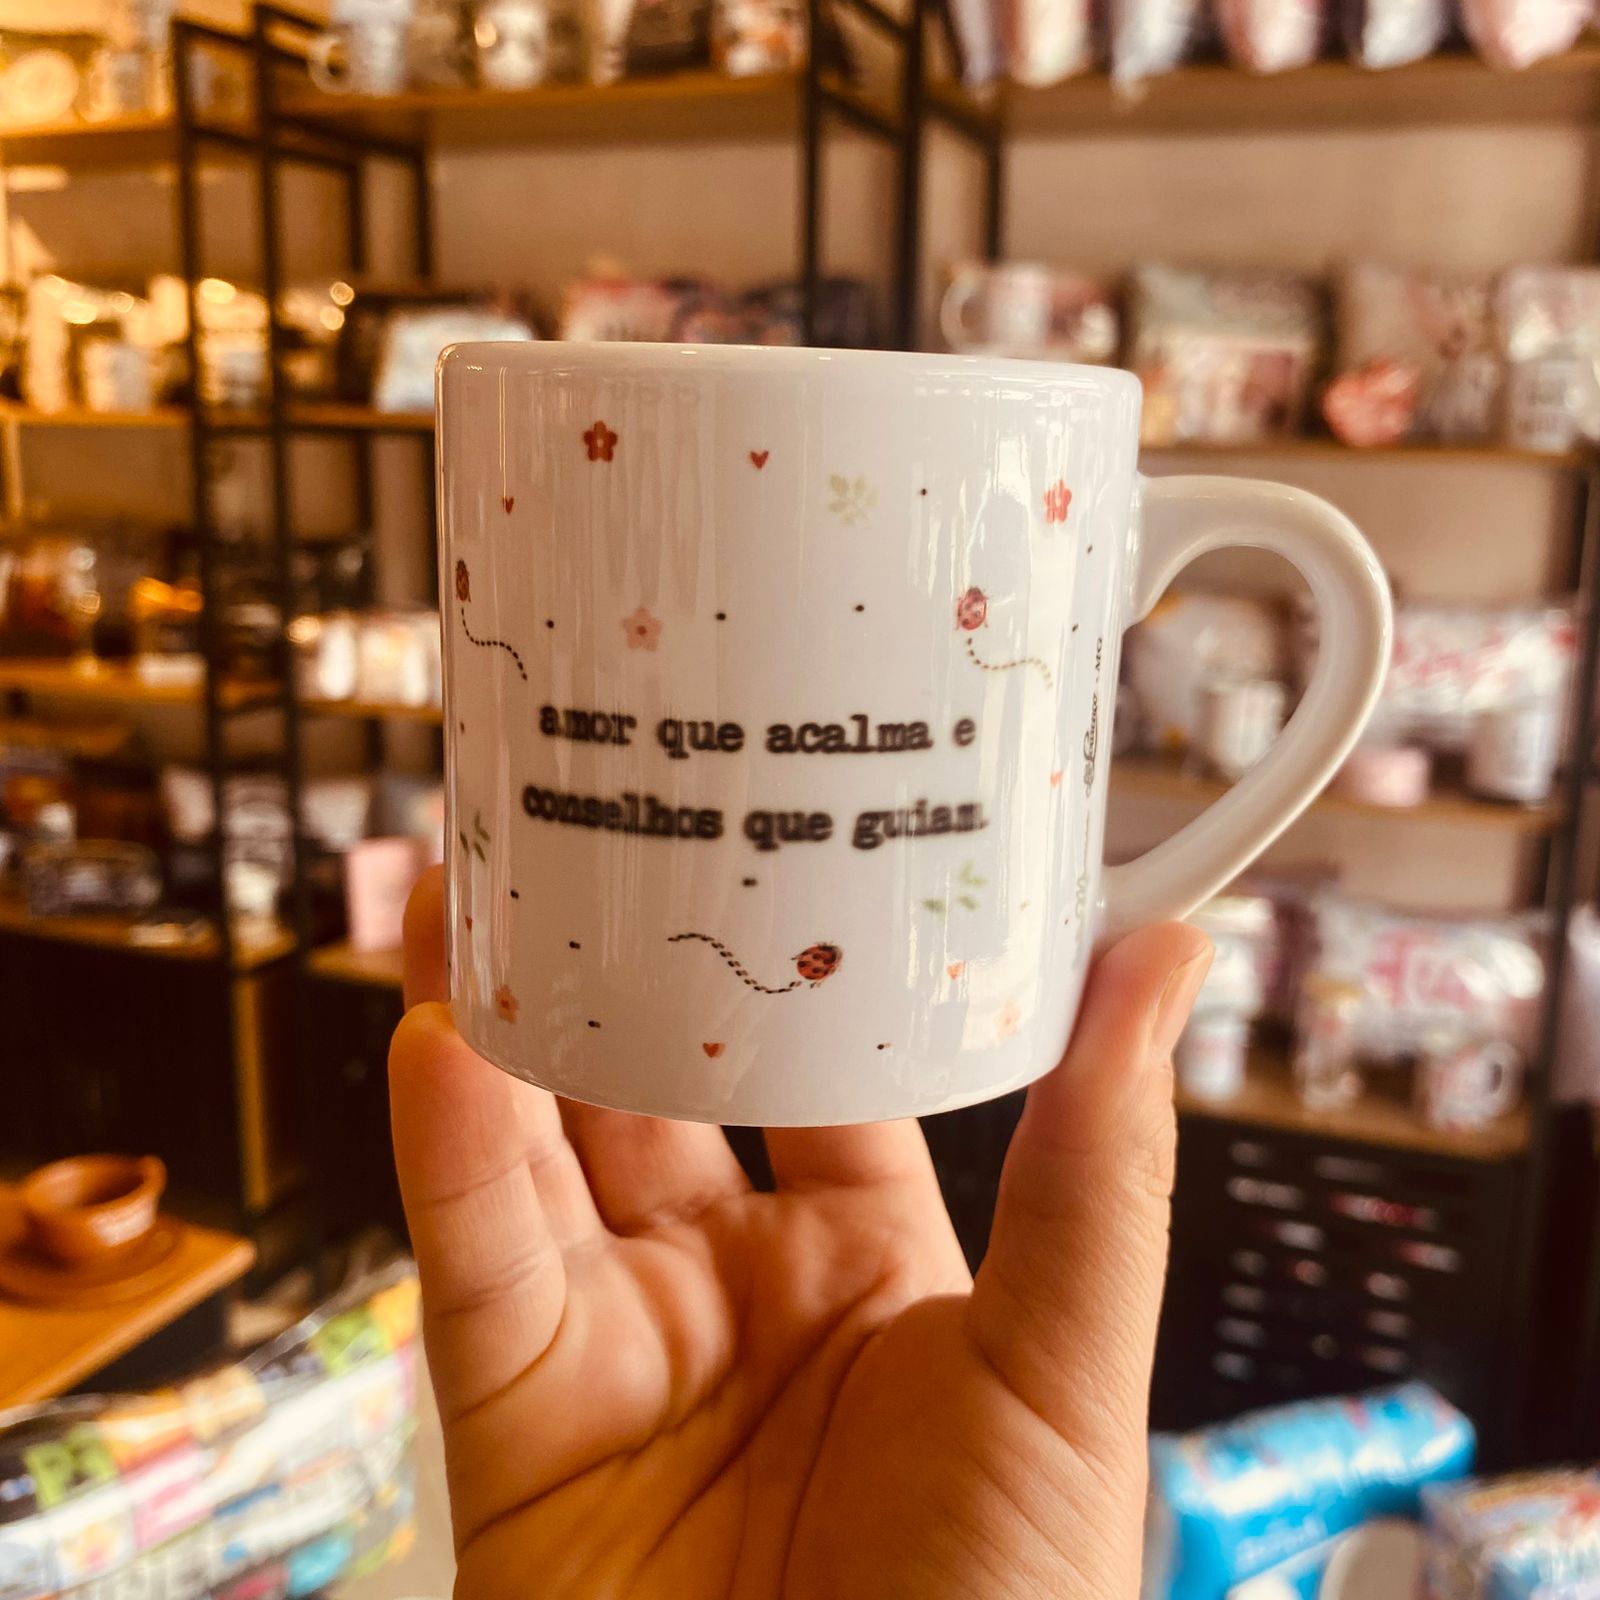 amor que acalma e
conselhos que guiam.